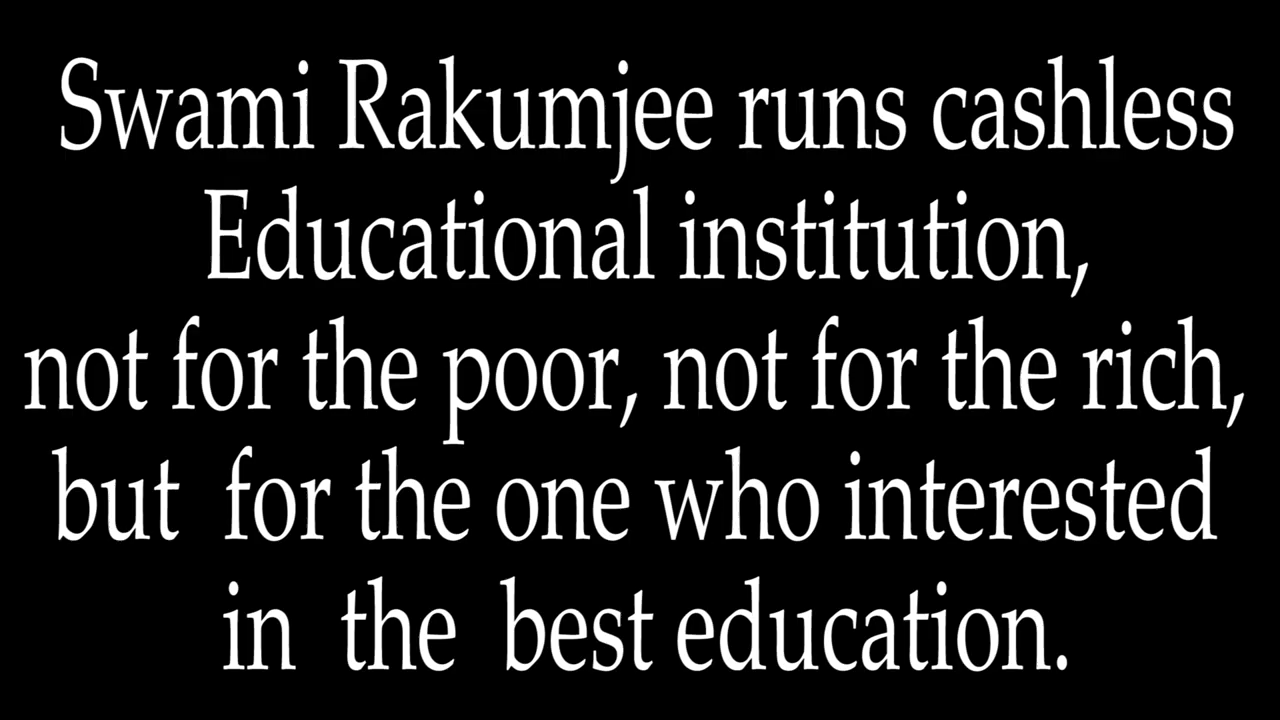 Swami Rakumjee runs cashless
Educational institution,
not for the poor, not for the rich,
but for the one who interested
in the best education.